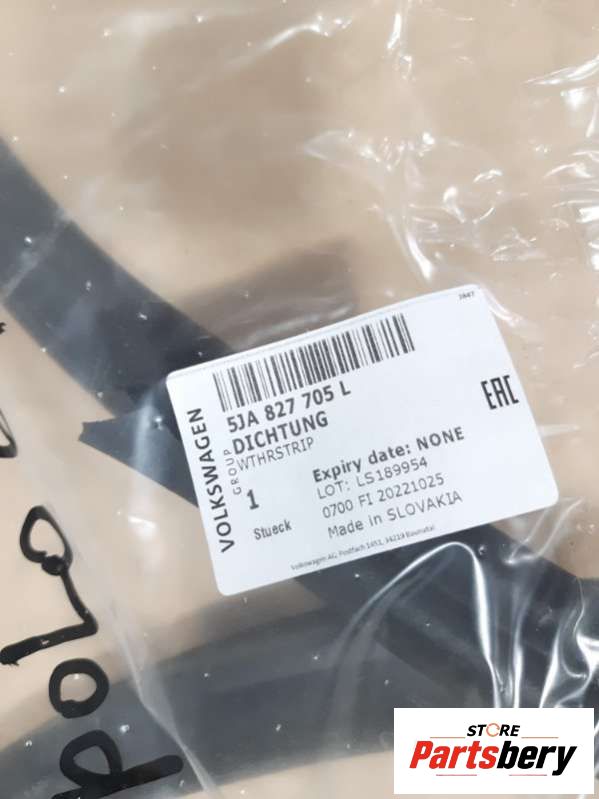 1847
VOLKSWAGEN
GROUP
5JA 827 705 L
DICHTUNG
WTHRSTRIP
1
Stueck
Expiry date: NONE
LOT: LS189954
0700 FI 20221025
Made in SLOVAKIA
Volkswagen AG, Postfach 1451, 34219 Baunatal
EAC
polo
STORE
Partsbery